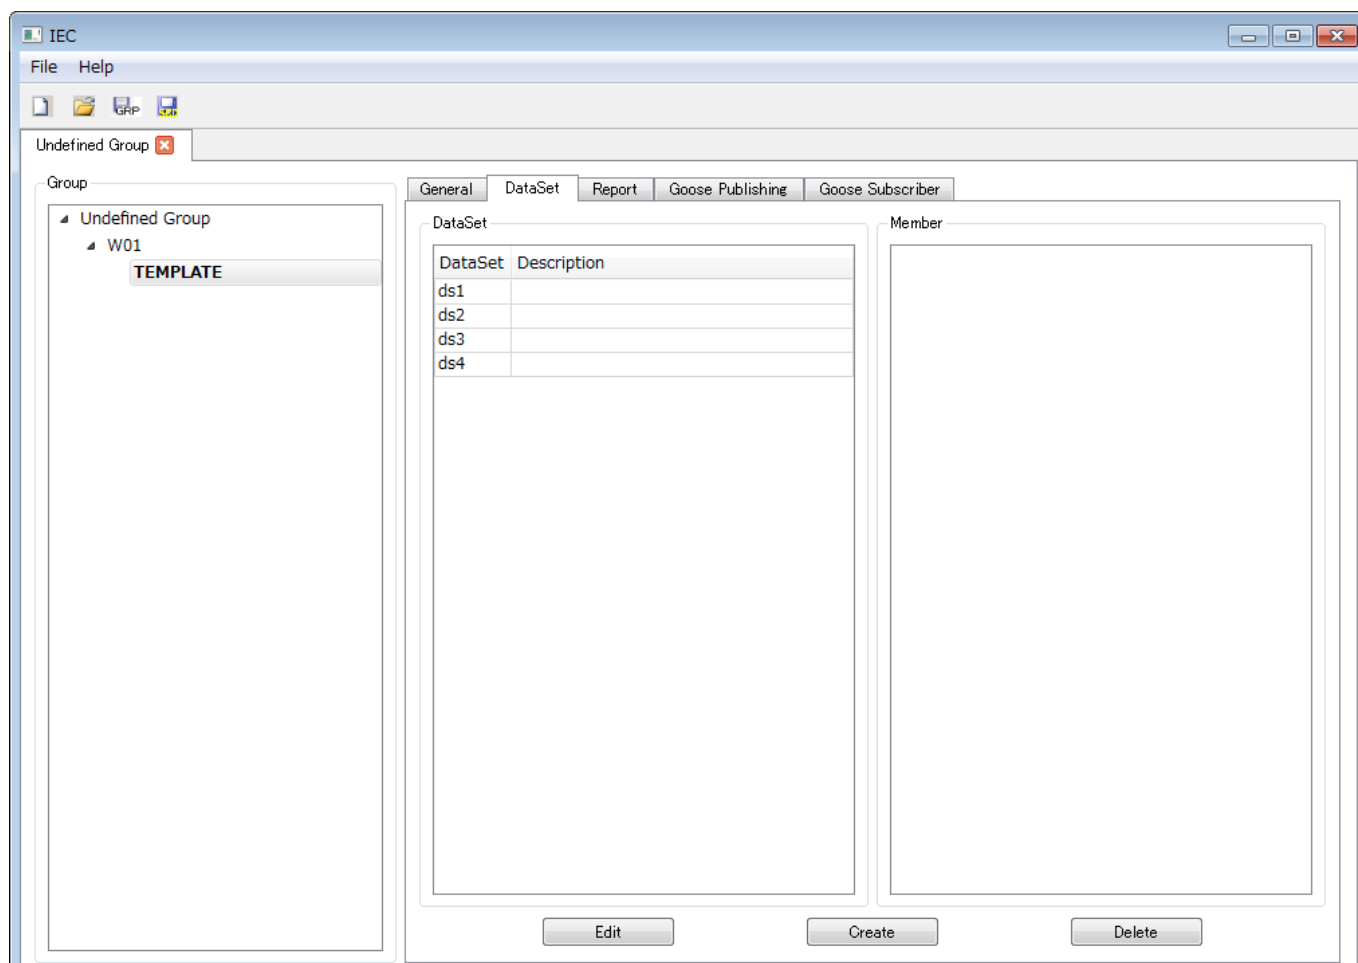 IEC
File Help
GRP
Undefined Group
Group
Undefined Group
W01
TEMPLATE
General DataSet Report Goose Publishing Goose Subscriber
DataSet
DataSet Description
ds1
ds2
ds3
ds4
Member
Edit Create Delete